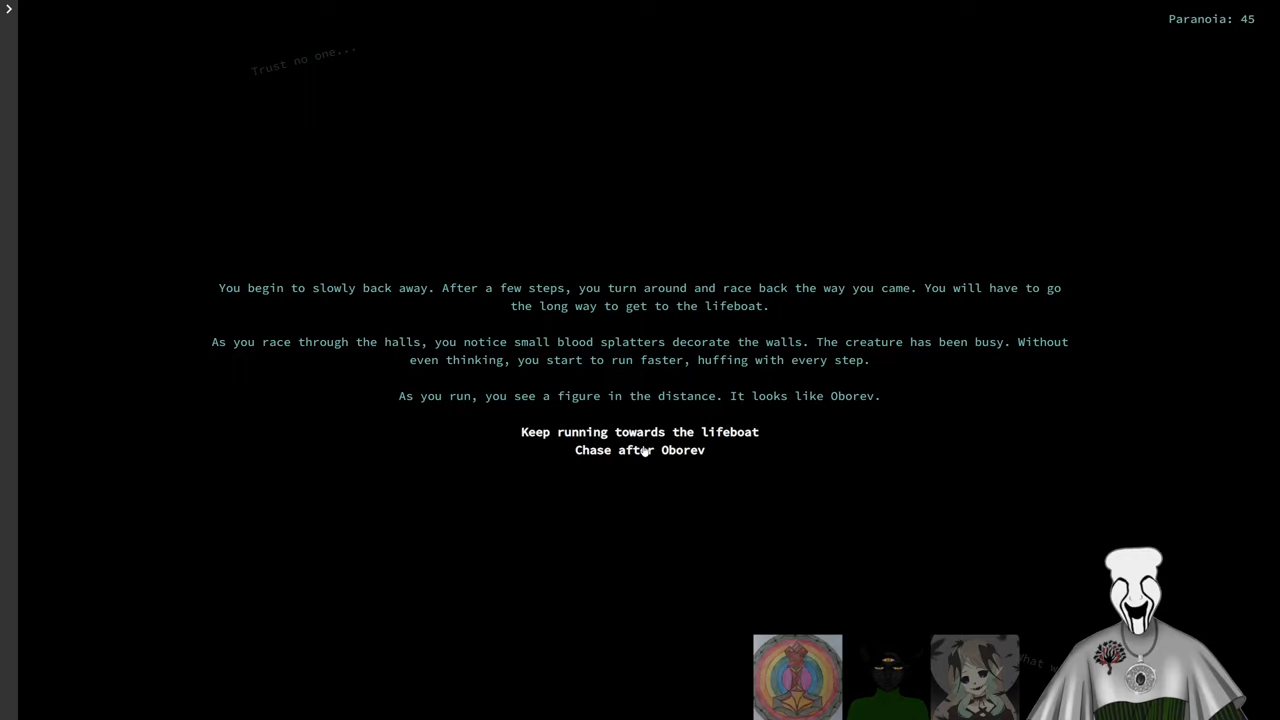 Paranoia: 45
Trust no one...
You begin to slowly back away. After a few steps, you turn around and race back the way you came. You will have to go
the long way to get to the lifeboat.
As you race through the halls, you notice small blood splatters decorate the walls. The creature has been busy. Without
even thinking, you start to run faster, huffing with every step.
As you run, you see a figure in the distance. It looks like Oborev.
Keep running towards the lifeboat
Chase after Oborev
What